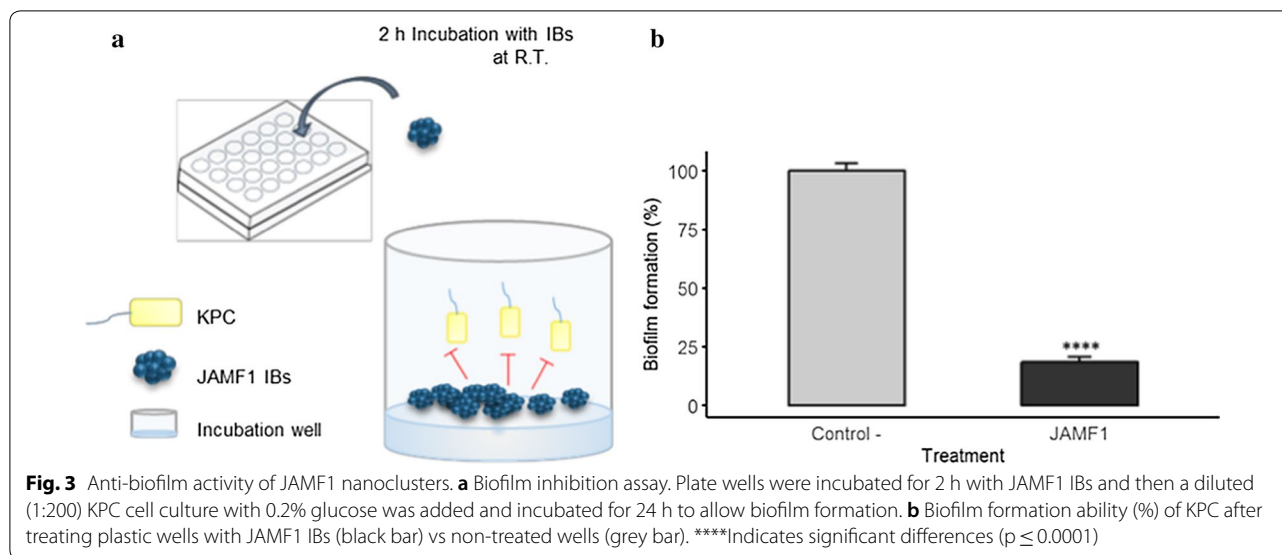 a
2 h Incubation with IBs
at R.T.
KPC
JAMF1 IBs
Incubation well
b
Biofilm formation (%)
100
75
50
25
0
****
Control -
JAMF1
Treatment
Fig. 3 Anti-biofilm activity of JAMF1 nanoclusters. a Biofilm inhibition assay. Plate wells were incubated for 2 h with JAMF1 IBs and then a diluted
(1:200) KPC cell culture with 0.2% glucose was added and incubated for 24 h to allow biofilm formation. b Biofilm formation ability (%) of KPC after
treating plastic wells with JAMF1 IBs (black bar) vs non-treated wells (grey bar). ****Indicates significant differences (p ≤ 0.0001)